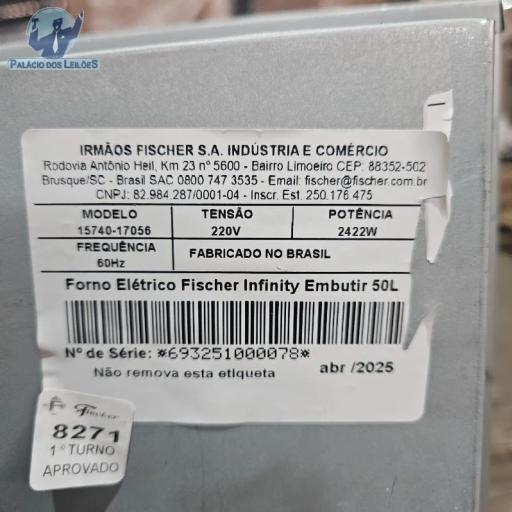 PALÁCIO DOS LEILÕES
IRMÃOS FISCHER S.A. INDÚSTRIA E COMÉRCIO
Rodovia Antônio Heil, Km 23 nº 5600 - Bairro Limoeiro CEP: 88352-502
Brusque/SC - Brasil SAC 0800 747 3535 - Email: fischer@fischer.com.br
CNPJ: 82.984.287/0001-04 - Inscr. Est. 250.176.475
MODELO TENSÃO POTÊNCIA
15740-17056 220V 2422W
FREQUÊNCIA FABRICADO NO BRASIL
60Hz
Forno Elétrico Fischer Infinity Embutir 50L
Nº de Série: *693251000078*
Não remova esta etiqueta abr /2025
Fischer
8271
1º TURNO
APROVADO